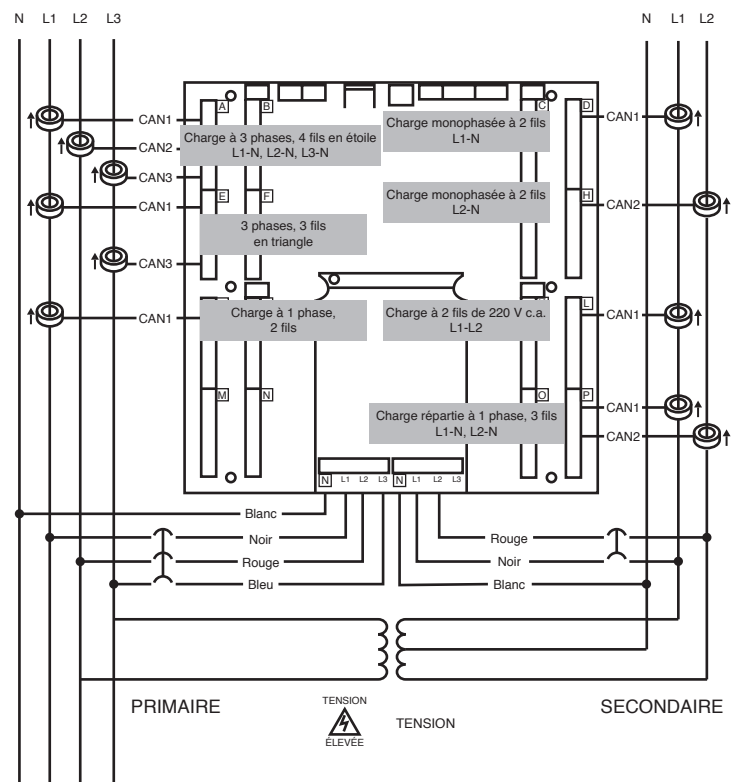 N L1 L2 L3
N L1 L2
A B C D
CAN1
CAN1
Charge à 3 phases, 4 fils en étoile
L1-N, L2-N, L3-N
Charge monophasée à 2 fils
L1-N
CAN2
CAN3
E F H
CAN1
Charge monophasée à 2 fils
L2-N
CAN2
3 phases, 3 fils
en triangle
CAN3
L
Charge à 1 phase,
2 fils
Charge à 2 fils de 220 V c.a.
L1-L2
CAN1
CAN1
M N O P
Charge répartie à 1 phase, 3 fils
L1-N, L2-N
CAN1
CAN2
N L1 L2 L3 N L1 L2 L3
Blanc
Noir
Rouge
Bleu
Rouge
Noir
Blanc
PRIMAIRE
TENSION
ÉLEVÉE
TENSION
SECONDAIRE